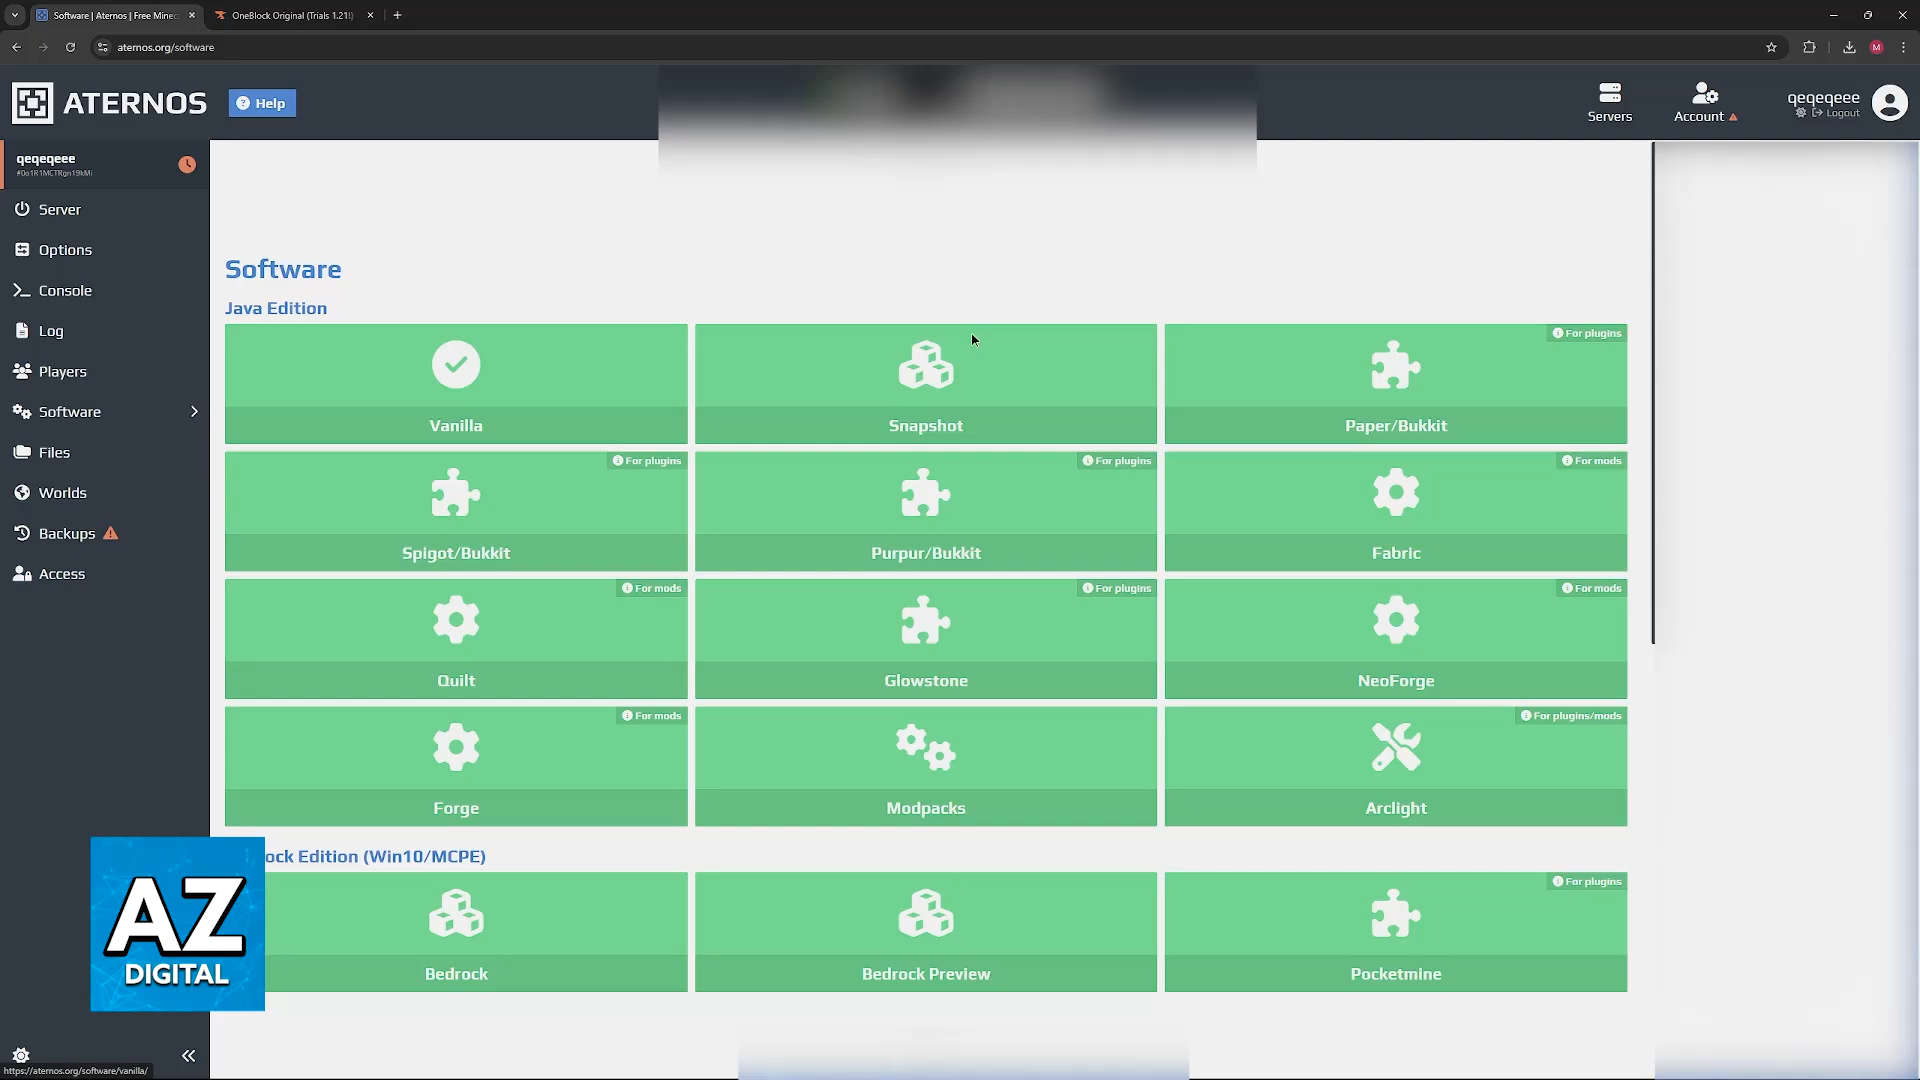 Software | Aternos | Free Minec
OneBlock Original (Trials 1.21!)
aternos.org/software
M
ATERNOS
Help
Servers
Account
qeqeqeee
Logout
qeqeqeee
Server
Options
Console
Log
Players
Software
Files
Worlds
Backups
Access
Software
Java Edition
Vanilla
Snapshot
For plugins
Paper/Bukkit
For plugins
Spigot/Bukkit
For plugins
Purpur/Bukkit
For mods
Fabric
For mods
Quilt
For plugins
Glowstone
For mods
NeoForge
For mods
Forge
Modpacks
For plugins/mods
Arclight
ock Edition (Win10/MCPE)
Bedrock
Bedrock Preview
For plugins
Pocketmine
AZ
DIGITAL
https://aternos.org/software/vanilla/